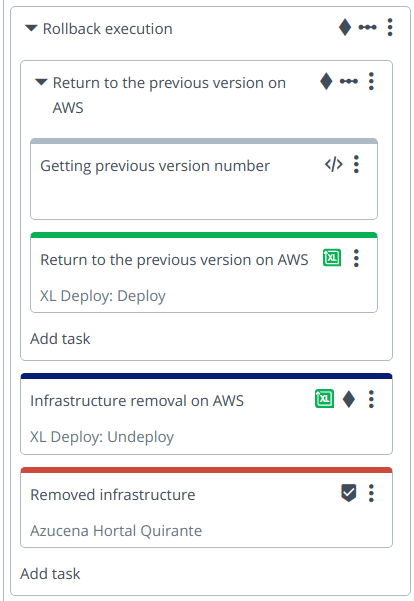 Rollback execution
Return to the previous version on
AWS
Getting previous version number
</>
Return to the previous version on AWS
XL
XL Deploy: Deploy
Add task
Infrastructure removal on AWS
XL
XL Deploy: Undeploy
Removed infrastructure
Azucena Hortal Quirante
Add task